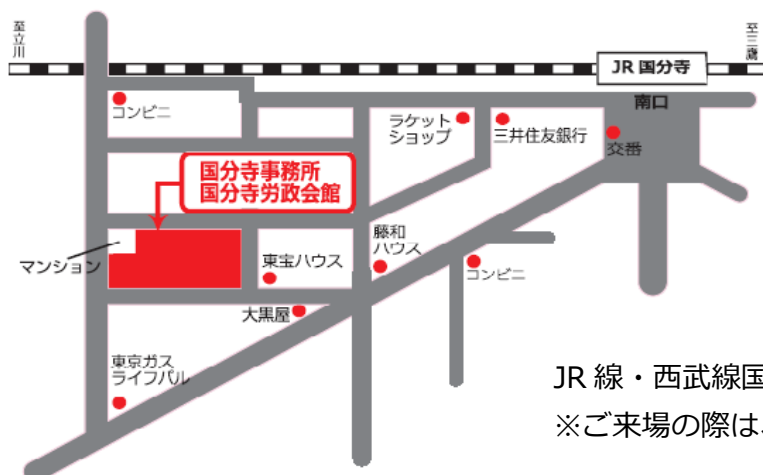 至立川
至三鷹
JR国分寺
南口
コンビニ
ラケット
ショップ
三井住友銀行
交番
国分寺事務所
国分寺労政会館
マンション
東宝ハウス
藤和
ハウス
コンビニ
大黒屋
東京ガス
ライフバル
JR 線・西武線国
※ご来場の際は